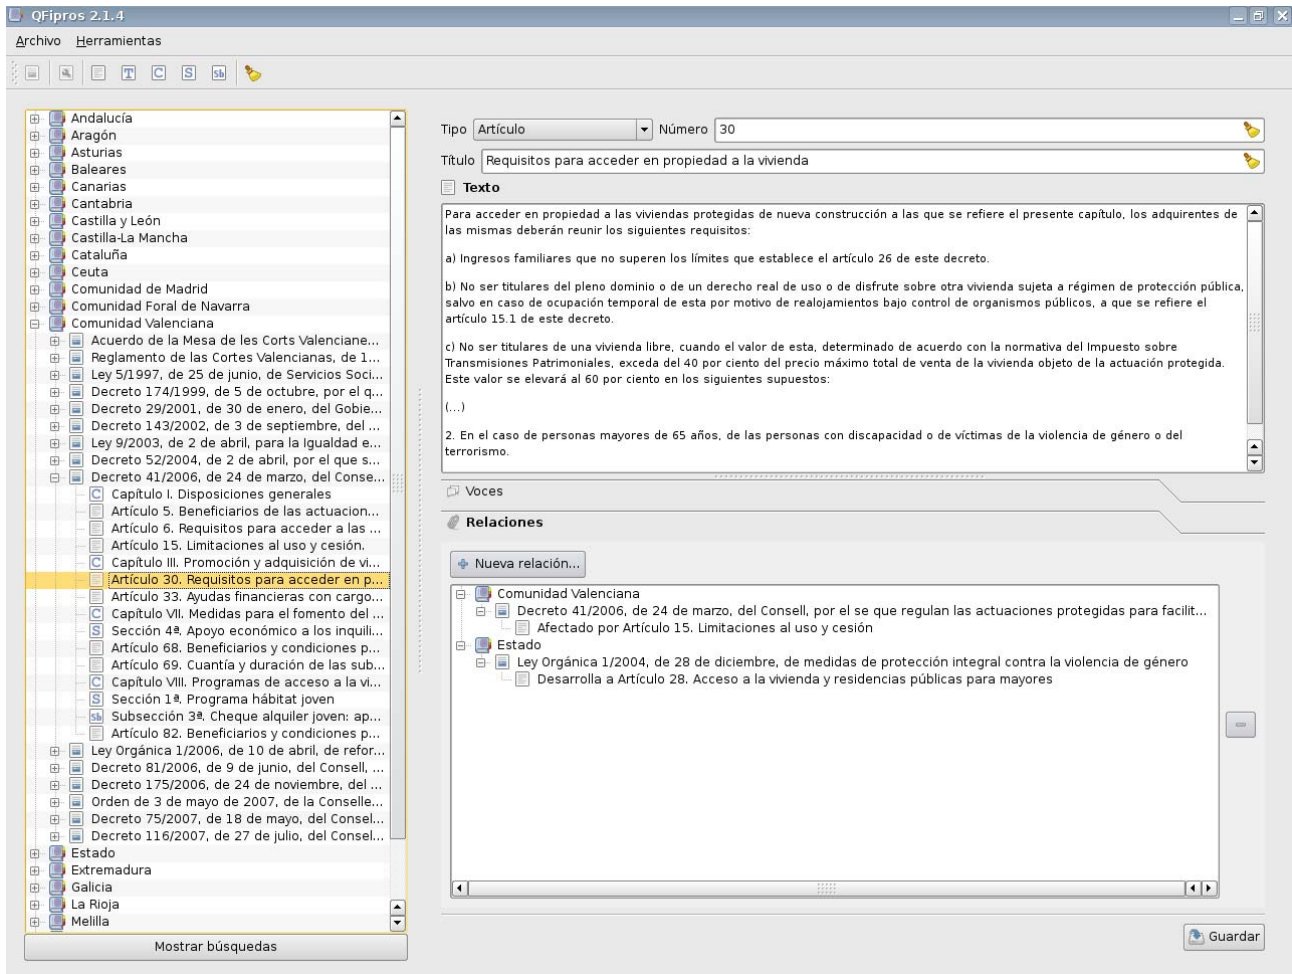 QFipros 2.1.4
Archivo Herramientas
T C S sb
Andalucía
Aragón
Asturias
Baleares
Canarias
Cantabria
Castilla y León
Castilla-La Mancha
Cataluña
Ceuta
Comunidad de Madrid
Comunidad Foral de Navarra
Comunidad Valenciana
Acuerdo de la Mesa de les Corts Valenciane...
Reglamento de las Cortes Valencianas, de 1...
Ley 5/1997, de 25 de junio, de Servicios Soci...
Decreto 174/1999, de 5 de octubre, por el q...
Decreto 29/2001, de 30 de enero, del Gobie...
Decreto 143/2002, de 3 de septiembre, del ...
Ley 9/2003, de 2 de abril, para la Igualdad e...
Decreto 52/2004, de 2 de abril, por el que s...
Decreto 41/2006, de 24 de marzo, del Conse...
C Capítulo I. Disposiciones generales
Artículo 5. Beneficiarios de las actuacion...
Artículo 6. Requisitos para acceder a las ...
Artículo 15. Limitaciones al uso y cesión.
C Capítulo III. Promoción y adquisición de vi...
Artículo 30. Requisitos para acceder en p...
Artículo 33. Ayudas financieras con cargo...
C Capítulo VII. Medidas para el fomento del ...
S Sección 4ª. Apoyo económico a los inquili...
Artículo 68. Beneficiarios y condiciones p...
Artículo 69. Cuantía y duración de las sub...
C Capítulo VIII. Programas de acceso a la vi...
S Sección 1ª. Programa hábitat joven
sb Subsección 3ª. Cheque alquiler joven: ap...
Artículo 82. Beneficiarios y condiciones p...
Ley Orgánica 1/2006, de 10 de abril, de refor...
Decreto 81/2006, de 9 de junio, del Consell, ...
Decreto 175/2006, de 24 de noviembre, del ...
Orden de 3 de mayo de 2007, de la Conselle...
Decreto 75/2007, de 18 de mayo, del Consel...
Decreto 116/2007, de 27 de julio, del Consel...
Estado
Extremadura
Galicia
La Rioja
Melilla
Mostrar búsquedas
Tipo Artículo Número 30
Título Requisitos para acceder en propiedad a la vivienda
Texto
Para acceder en propiedad a las viviendas protegidas de nueva construcción a las que se refiere el presente capítulo, los adquirentes de
las mismas deberán reunir los siguientes requisitos:
a) Ingresos familiares que no superen los límites que establece el artículo 26 de este decreto.
b) No ser titulares del pleno dominio o de un derecho real de uso o de disfrute sobre otra vivienda sujeta a régimen de protección pública,
salvo en caso de ocupación temporal de esta por motivo de realojamientos bajo control de organismos públicos, a que se refiere el
artículo 15.1 de este decreto.
c) No ser titulares de una vivienda libre, cuando el valor de esta, determinado de acuerdo con la normativa del Impuesto sobre
Transmisiones Patrimoniales, exceda del 40 por ciento del precio máximo total de venta de la vivienda objeto de la actuación protegida.
Este valor se elevará al 60 por ciento en los siguientes supuestos:
(...)
2. En el caso de personas mayores de 65 años, de las personas con discapacidad o de víctimas de la violencia de género o del
terrorismo.
Voces
Relaciones
Nueva relación...
Comunidad Valenciana
Decreto 41/2006, de 24 de marzo, del Consell, por el se que regulan las actuaciones protegidas para facilit...
Afectado por Artículo 15. Limitaciones al uso y cesión
Estado
Ley Orgánica 1/2004, de 28 de diciembre, de medidas de protección integral contra la violencia de género
Desarrolla a Artículo 28. Acceso a la vivienda y residencias públicas para mayores
Guardar